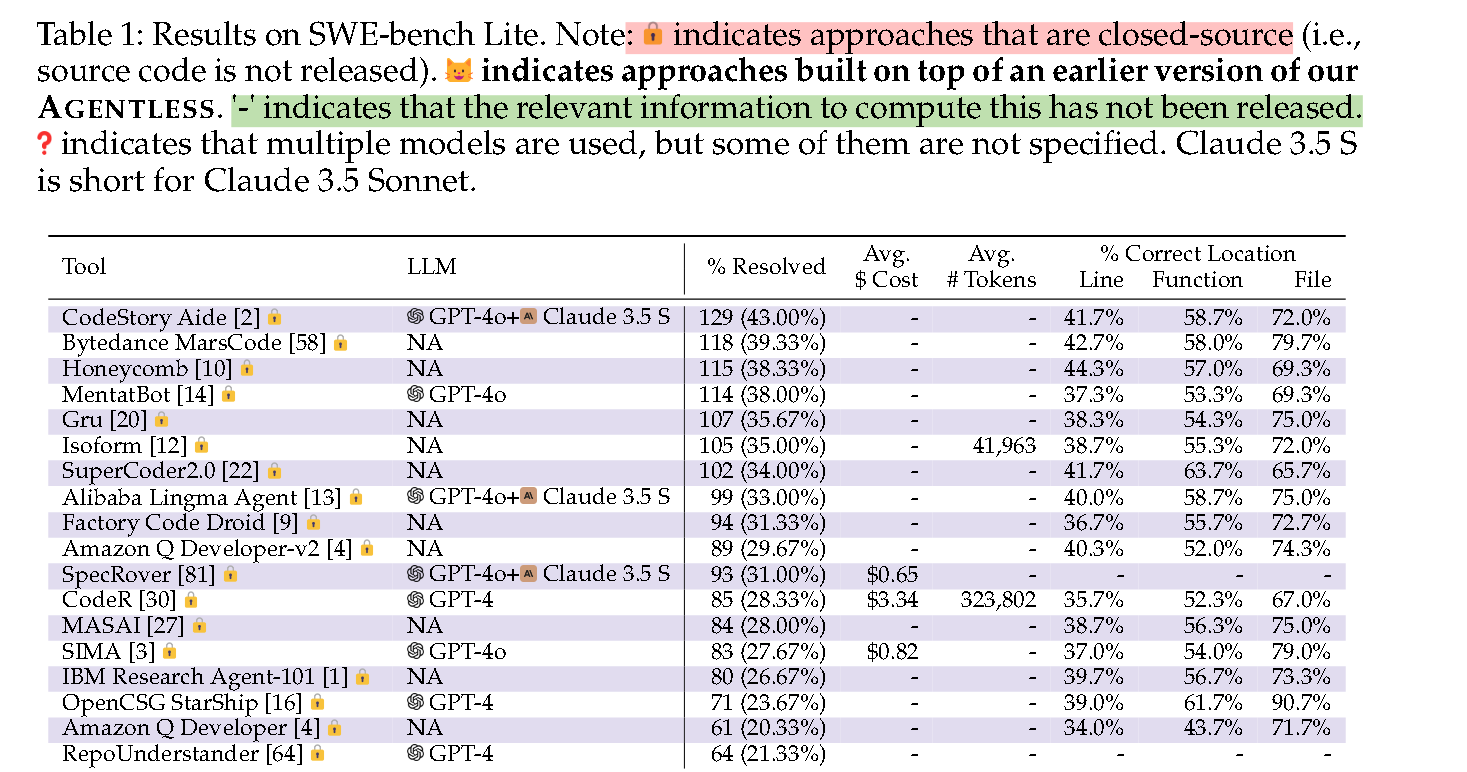 Table 1: Results on SWE-bench Lite. Note: 🔒 indicates approaches that are closed-source (i.e.,
source code is not released). 😺 indicates approaches built on top of an earlier version of our
AGENTLESS. '-' indicates that the relevant information to compute this has not been released.
❓ indicates that multiple models are used, but some of them are not specified. Claude 3.5 S
is short for Claude 3.5 Sonnet.
Tool LLM % Resolved Avg. $ Cost Avg. # Tokens % Correct Location Line Function File
CodeStory Aide [2] 🔒 GPT-4o+ Claude 3.5 S 129 (43.00%) - - 41.7% 58.7% 72.0%
Bytedance MarsCode [58] 🔒 NA 118 (39.33%) - - 42.7% 58.0% 79.7%
Honeycomb [10] 🔒 NA 115 (38.33%) - - 44.3% 57.0% 69.3%
MentatBot [14] 🔒 GPT-4o 114 (38.00%) - - 37.3% 53.3% 69.3%
Gru [20] 🔒 NA 107 (35.67%) - - 38.3% 54.3% 75.0%
Isoform [12] 🔒 NA 105 (35.00%) - 41,963 38.7% 55.3% 72.0%
SuperCoder2.0 [22] 🔒 NA 102 (34.00%) - - 41.7% 63.7% 65.7%
Alibaba Lingma Agent [13] 🔒 GPT-4o+ Claude 3.5 S 99 (33.00%) - - 40.0% 58.7% 75.0%
Factory Code Droid [9] 🔒 NA 94 (31.33%) - - 36.7% 55.7% 72.7%
Amazon Q Developer-v2 [4] 🔒 NA 89 (29.67%) - - 40.3% 52.0% 74.3%
SpecRover [81] 🔒 GPT-4o+ Claude 3.5 S 93 (31.00%) $0.65 - - - -
CodeR [30] 🔒 GPT-4 85 (28.33%) $3.34 323,802 35.7% 52.3% 67.0%
MASAI [27] 🔒 NA 84 (28.00%) - - 38.7% 56.3% 75.0%
SIMA [3] 🔒 GPT-4o 83 (27.67%) $0.82 - 37.0% 54.0% 79.0%
IBM Research Agent-101 [1] 🔒 NA 80 (26.67%) - - 39.7% 56.7% 73.3%
OpenCSG StarShip [16] 🔒 GPT-4 71 (23.67%) - - 39.0% 61.7% 90.7%
Amazon Q Developer [4] 🔒 NA 61 (20.33%) - - 34.0% 43.7% 71.7%
RepoUnderstander [64] 🔒 GPT-4 64 (21.33%) - - - - -